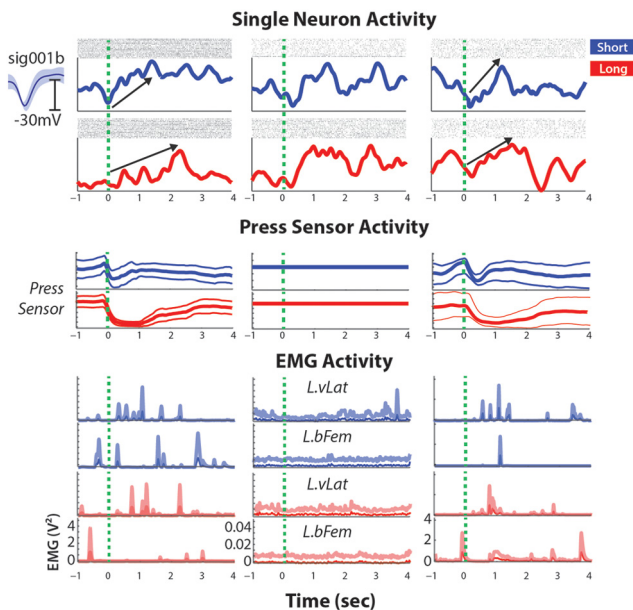 Single Neuron Activity
sig001b
-30mV
Short
Long
-1 0 1 2 3 4
-1 0 1 2 3 4
-1 0 1 2 3 4
Press Sensor Activity
Press
Sensor
-1 0 1 2 3 4
-1 0 1 2 3 4
-1 0 1 2 3 4
EMG Activity
L.vLat
L.bFem
L.vLat
L.bFem
EMG (V²)
4
2
0
0.04
0.02
0
4
2
0
-1 0 1 2 3 4
-1 0 1 2 3 4
-1 0 1 2 3 4
Time (sec)